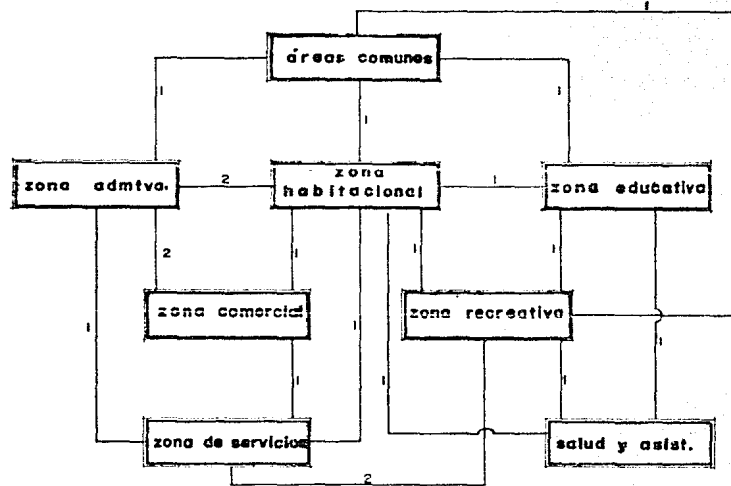 1
áreas comunes
1
1
1
zona admtva.
2
zona
habitacional
1
zona educativa
2
1
1
1
zona comercial
zona recreativa
1
1
1
1
1
1
zona de servicios
salud y asist.
2